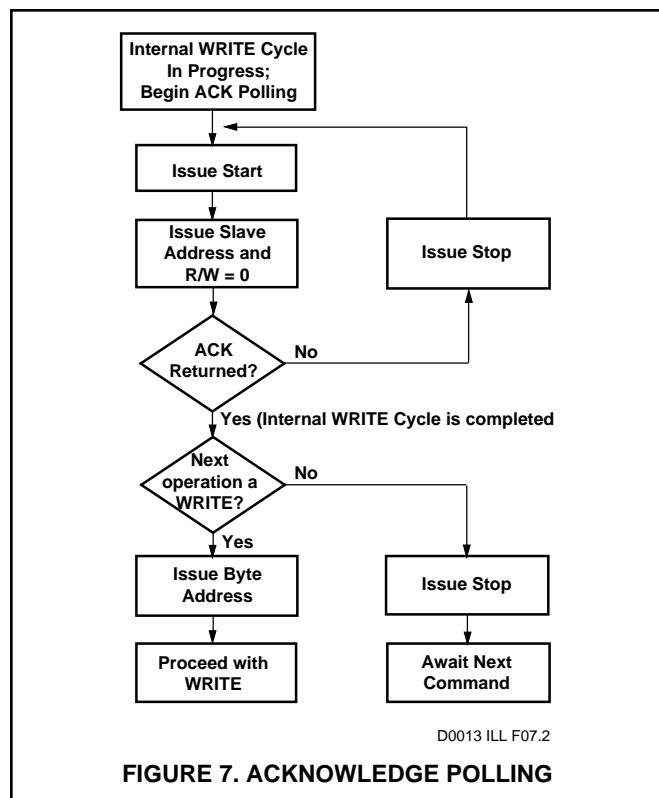 Internal WRITE Cycle
In Progress;
Begin ACK Polling
Issue Start
Issue Slave
Address and
R/W = 0
Issue Stop
ACK
Returned?
No
Yes (Internal WRITE Cycle is completed
Next
operation a
WRITE?
No
Yes
Issue Byte
Address
Issue Stop
Proceed with
WRITE
Await Next
Command
D0013 ILL F07.2
FIGURE 7. ACKNOWLEDGE POLLING